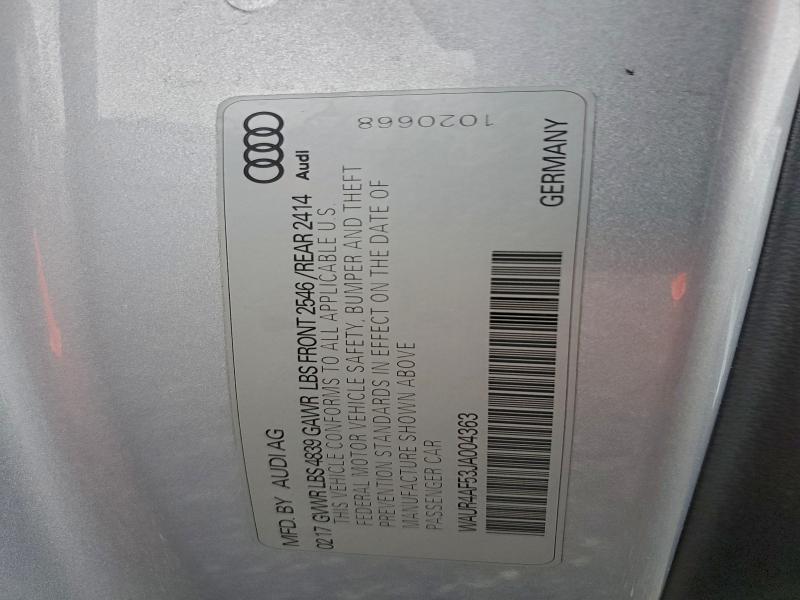 MFD. BY AUDI AG
Audi
0217 GVWR LBS 4839 GAWR LBS FRONT 2546 /REAR 2414
THIS VEHICLE CONFORMS TO ALL APPLICABLE U.S.
FEDERAL MOTOR VEHICLE SAFETY, BUMPER AND THEFT
PREVENTION STANDARDS IN EFFECT ON THE DATE OF
MANUFACTURE SHOWN ABOVE
PASSENGER CAR
WAUR4AF53JA004363
GERMANY
1020668